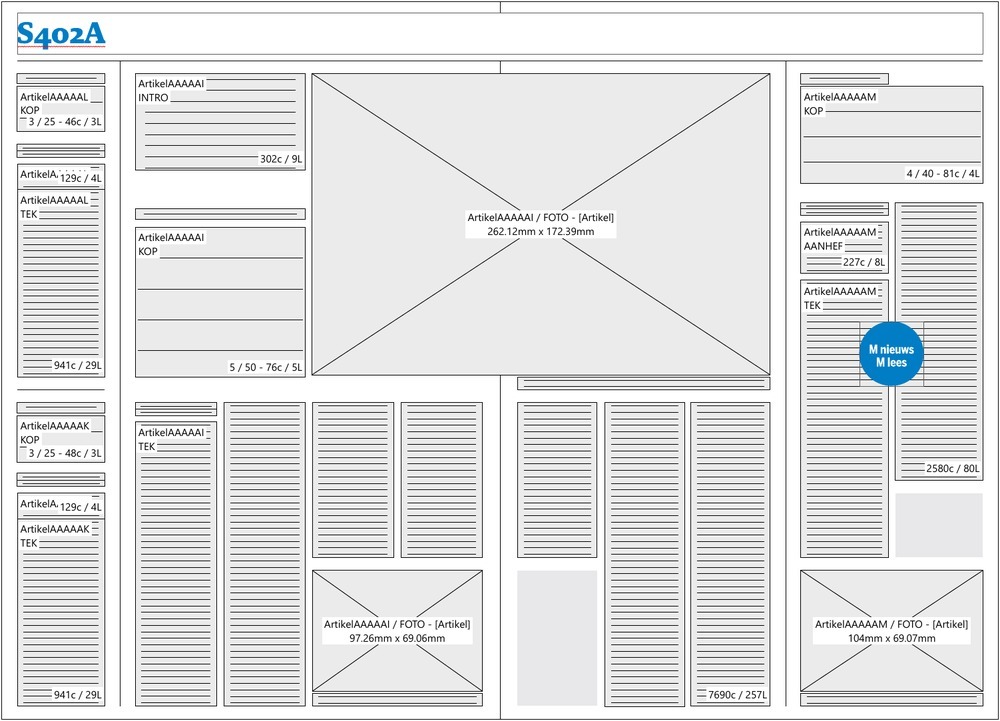 S402A
ArtikelAAAAAL
KOP
3 / 25 - 46c / 3L
129c / 4L
ArtikelAAAAAL
TEK
941c / 29L
ArtikelAAAAAK
KOP
3 / 25 - 48c / 3L
129c / 4L
ArtikelAAAAAK
TEK
941c / 29L
ArtikelAAAAAI
INTRO
302c / 9L
ArtikelAAAAAI
KOP
5 / 50 - 76c / 5L
ArtikelAAAAAI / FOTO - [Artikel]
262.12mm x 172.39mm
ArtikelAAAAAI
TEK
ArtikelAAAAAI / FOTO - [Artikel]
97.26mm x 69.06mm
7690c / 257L
ArtikelAAAAAM
KOP
4 / 40 - 81c / 4L
ArtikelAAAAAM
AANHEF
227c / 8L
ArtikelAAAAAM
TEK
M nieuws
M lees
2580c / 80L
ArtikelAAAAAM / FOTO - [Artikel]
104mm x 69.07mm